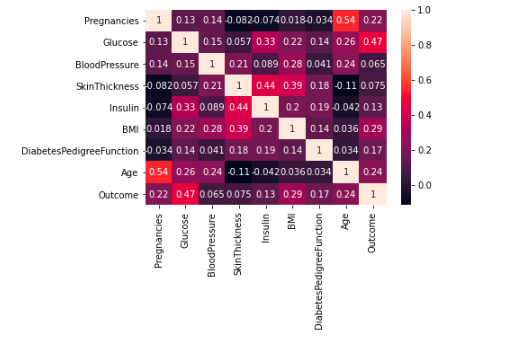 Pregnancies 1 0.13 0.14 -0.082 -0.074 0.018 -0.034 0.54 0.22
Glucose 0.13 1 0.15 0.057 0.33 0.22 0.14 0.26 0.47
BloodPressure 0.14 0.15 1 0.21 0.089 0.28 0.041 0.24 0.065
SkinThickness -0.082 0.057 0.21 1 0.44 0.39 0.18 -0.11 0.075
Insulin -0.074 0.33 0.089 0.44 1 0.2 0.19 -0.042 0.13
BMI 0.018 0.22 0.28 0.39 0.2 1 0.14 0.036 0.29
DiabetesPedigreeFunction -0.034 0.14 0.041 0.18 0.19 0.14 1 0.034 0.17
Age 0.54 0.26 0.24 -0.11 -0.042 0.036 0.034 1 0.24
Outcome 0.22 0.47 0.065 0.075 0.13 0.29 0.17 0.24 1
Pregnancies
Glucose
BloodPressure
SkinThickness
Insulin
BMI
DiabetesPedigreeFunction
Age
Outcome
1.0
0.8
0.6
0.4
0.2
0.0